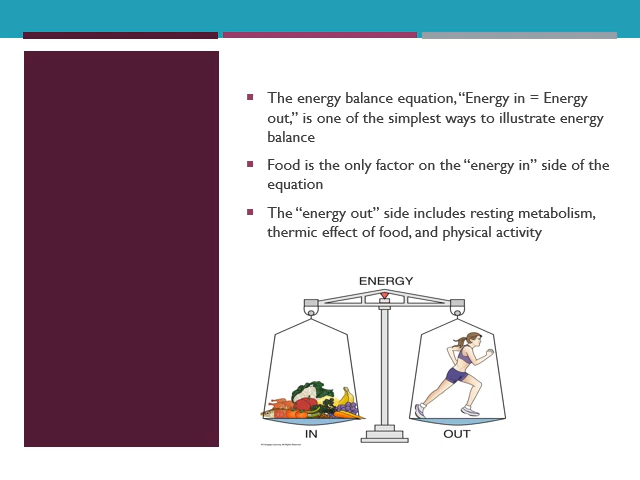 The energy balance equation, “Energy in = Energy
out,” is one of the simplest ways to illustrate energy
balance
Food is the only factor on the “energy in” side of the
equation
The “energy out” side includes resting metabolism,
thermic effect of food, and physical activity
ENERGY
IN
OUT